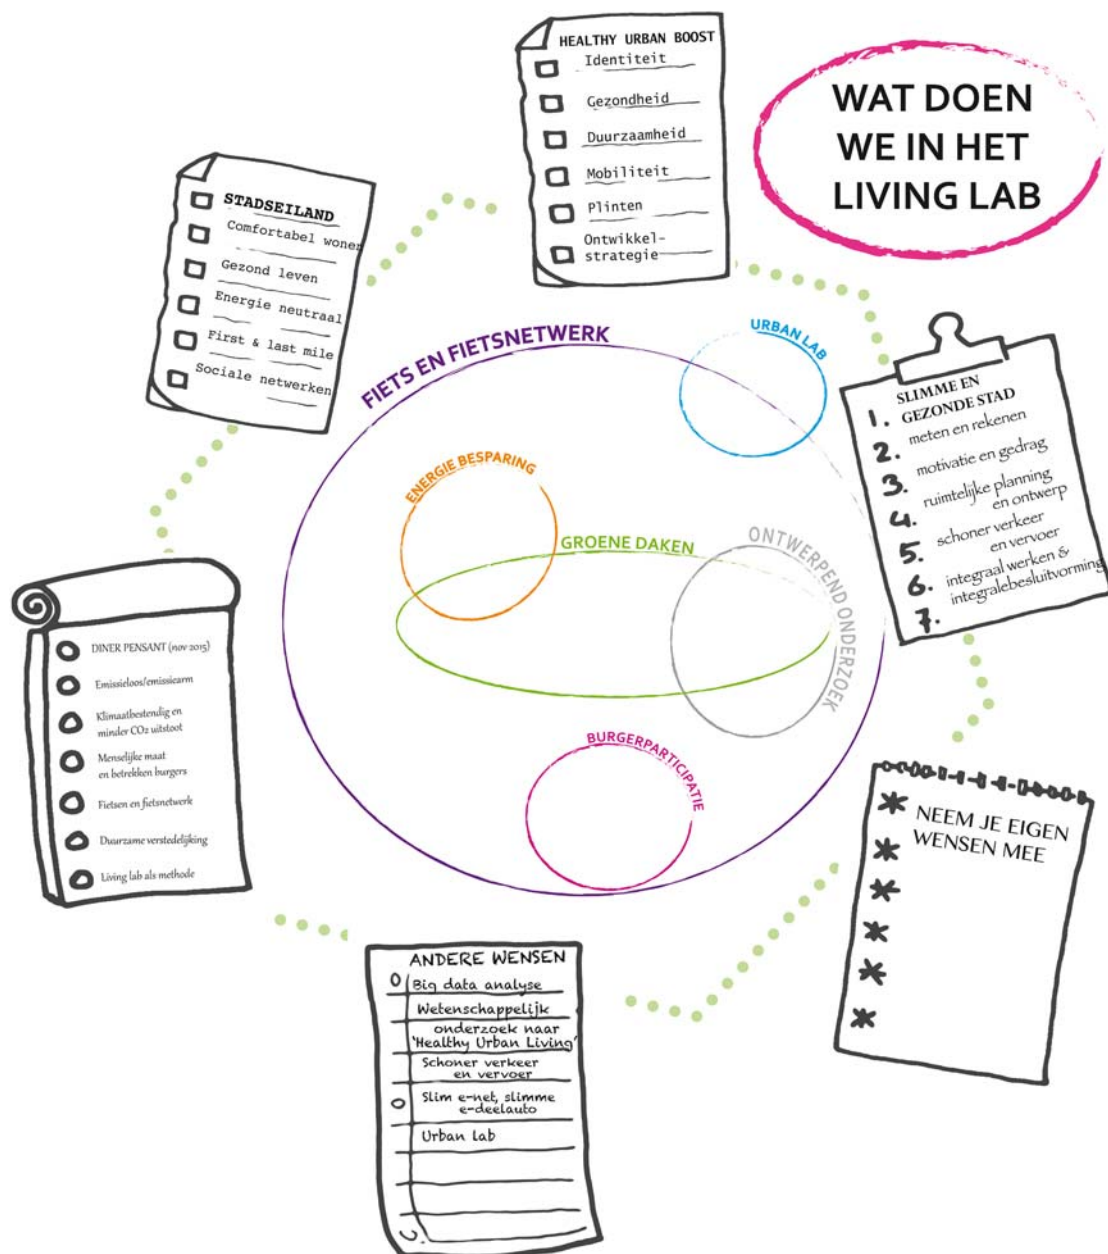 WAT DOEN
WE IN HET
LIVING LAB
HEALTHY URBAN BOOST
Identiteit
Gezondheid
Duurzaamheid
Mobiliteit
Plinten
Ontwikkel-
strategie
STADSEILAND
Comfortabel wonen
Gezond leven
Energie neutraal
First & last mile
Sociale netwerken
FIETS EN FIETSNETWERK
URBAN LAB
ENERGIE BESPARING
GROENE DAKEN
ONTWERPEND ONDERZOEK
BURGERPARTICIPATIE
SLIMME EN
GEZONDE STAD
1.
meten en rekenen
2.
motivatie en gedrag
3.
ruimtelijke planning
en ontwerp
4.
schoner verkeer
en vervoer
5.
integraal werken &
integralebesluitvorming
6.
7.
DINER PENSANT (nov 2015)
Emissieloos/emissiearm
Klimaatbestendig en
minder CO2 uitstoot
Menselijke maat
en betrekken burgers
Fietsen en fietsnetwerk
Duurzame verstedelijking
Living lab als methode
NEEM JE EIGEN
WENSEN MEE
ANDERE WENSEN
Big data analyse
Wetenschappelijk
onderzoek naar
'Healthy Urban Living'
Schoner verkeer
en vervoer
Slim e-net, slimme
e-deelauto
Urban lab